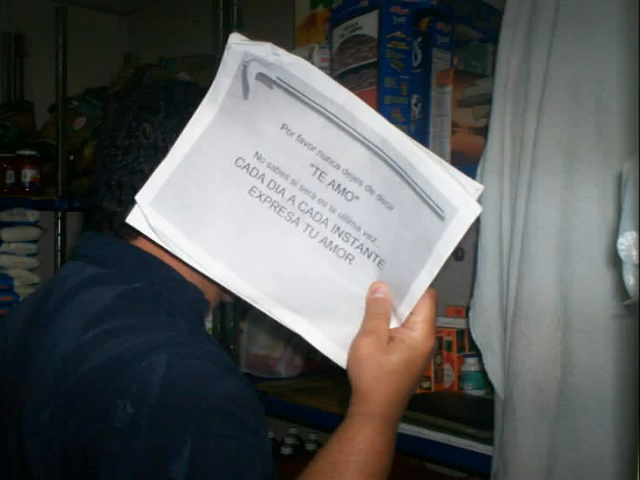 Por favor nunca dejes de decir
"TE AMO"
No sabes si será es la ultima vez...
CADA DIA A CADA INSTANTE
EXPRESA TU AMOR